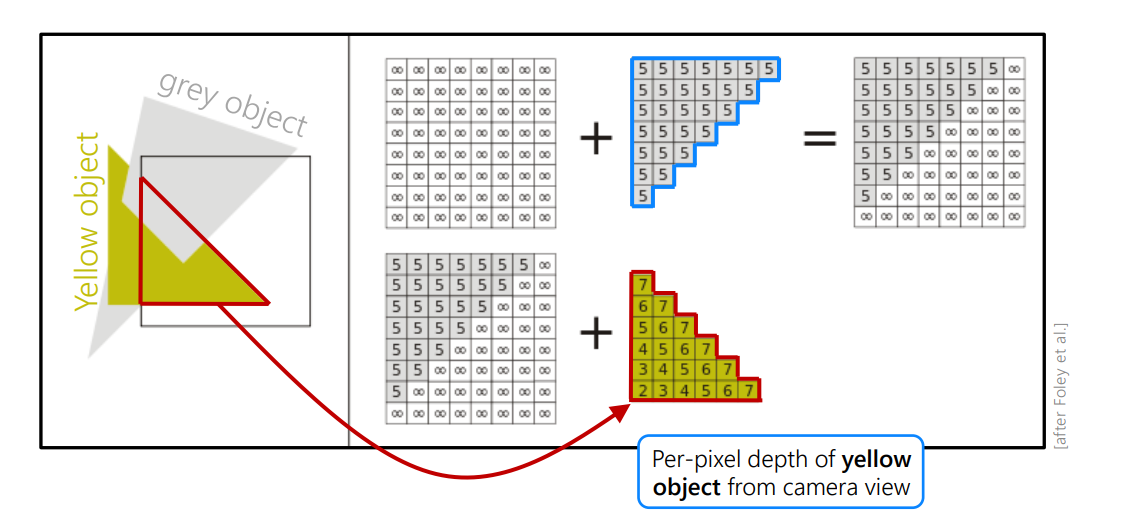 grey object
Yellow object
∞ ∞ ∞ ∞ ∞ ∞ ∞ ∞
∞ ∞ ∞ ∞ ∞ ∞ ∞ ∞
∞ ∞ ∞ ∞ ∞ ∞ ∞ ∞
∞ ∞ ∞ ∞ ∞ ∞ ∞ ∞
∞ ∞ ∞ ∞ ∞ ∞ ∞ ∞
∞ ∞ ∞ ∞ ∞ ∞ ∞ ∞
∞ ∞ ∞ ∞ ∞ ∞ ∞ ∞
∞ ∞ ∞ ∞ ∞ ∞ ∞ ∞
+
5 5 5 5 5 5 5
5 5 5 5 5 5
5 5 5 5 5
5 5 5 5
5 5 5
5 5
5
=
5 5 5 5 5 5 5 ∞
5 5 5 5 5 5 ∞ ∞
5 5 5 5 5 ∞ ∞ ∞
5 5 5 5 ∞ ∞ ∞ ∞
5 5 5 ∞ ∞ ∞ ∞ ∞
5 5 ∞ ∞ ∞ ∞ ∞ ∞
5 ∞ ∞ ∞ ∞ ∞ ∞ ∞
∞ ∞ ∞ ∞ ∞ ∞ ∞ ∞
5 5 5 5 5 5 5 ∞
5 5 5 5 5 5 ∞ ∞
5 5 5 5 5 ∞ ∞ ∞
5 5 5 5 ∞ ∞ ∞ ∞
5 5 5 ∞ ∞ ∞ ∞ ∞
5 5 ∞ ∞ ∞ ∞ ∞ ∞
5 ∞ ∞ ∞ ∞ ∞ ∞ ∞
∞ ∞ ∞ ∞ ∞ ∞ ∞ ∞
+
7
6 7
5 6 7
4 5 6 7
3 4 5 6 7
2 3 4 5 6 7
Per-pixel depth of yellow
object from camera view
[after Foley et al.]